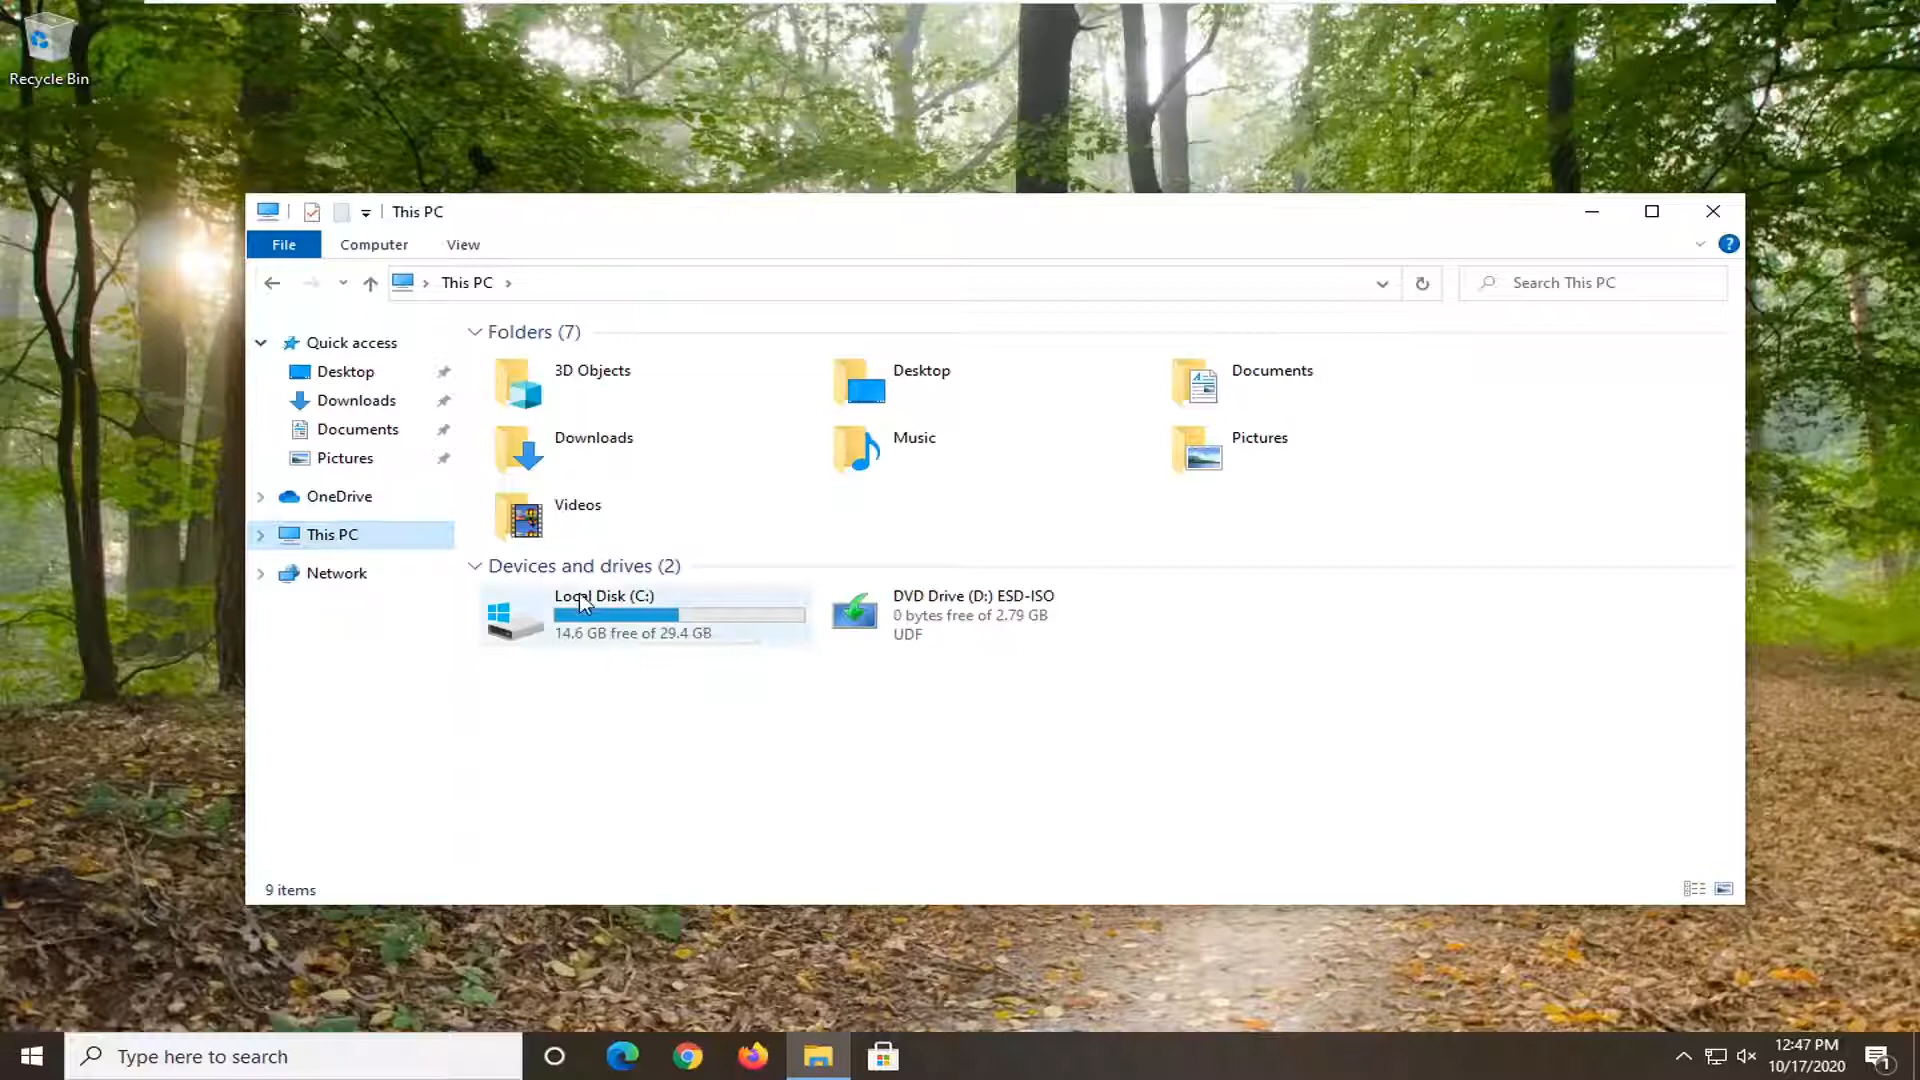 Recycle Bin
This PC
File
Computer
View
This PC
Search This PC
Quick access
Desktop
Downloads
Documents
Pictures
OneDrive
This PC
Network
Folders (7)
3D Objects
Desktop
Documents
Downloads
Music
Pictures
Videos
Devices and drives (2)
Local Disk (C:)
14.6 GB free of 29.4 GB
DVD Drive (D:) ESD-ISO
0 bytes free of 2.79 GB
UDF
9 items
Type here to search
12:47 PM
10/17/2020
1